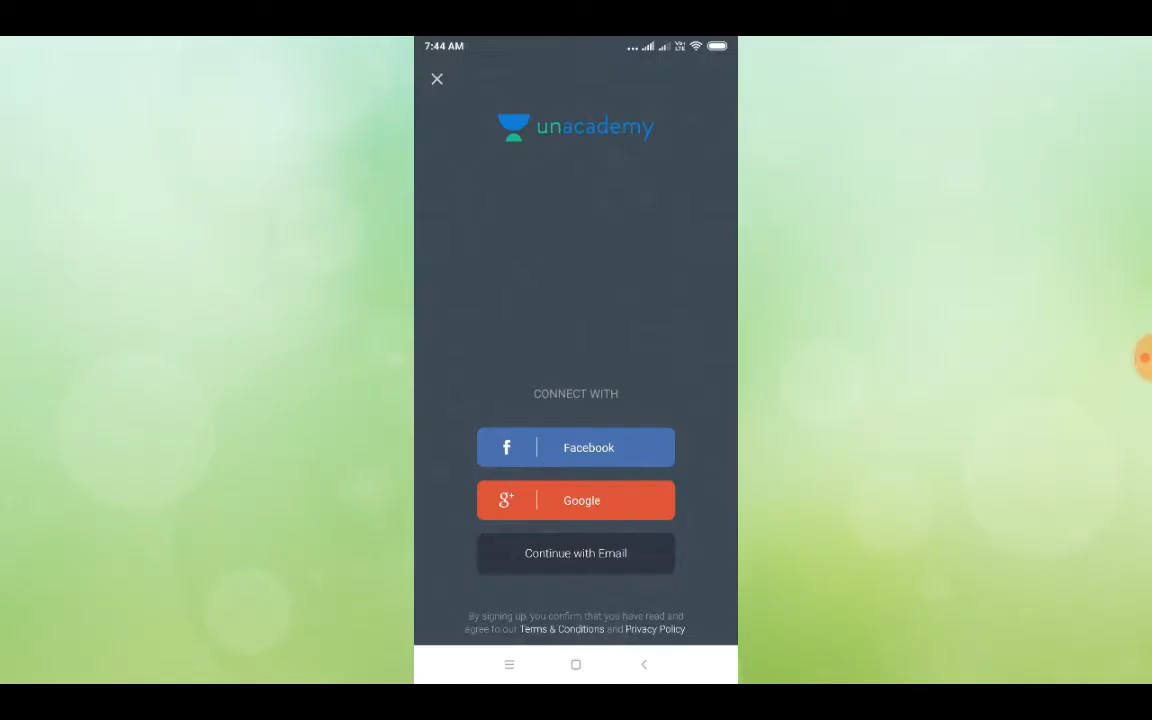 7:44 AM
unacademy
CONNECT WITH
f Facebook
g+ Google
Continue with Email
By signing up, you confirm that you have read and
agree to our Terms & Conditions and Privacy Policy